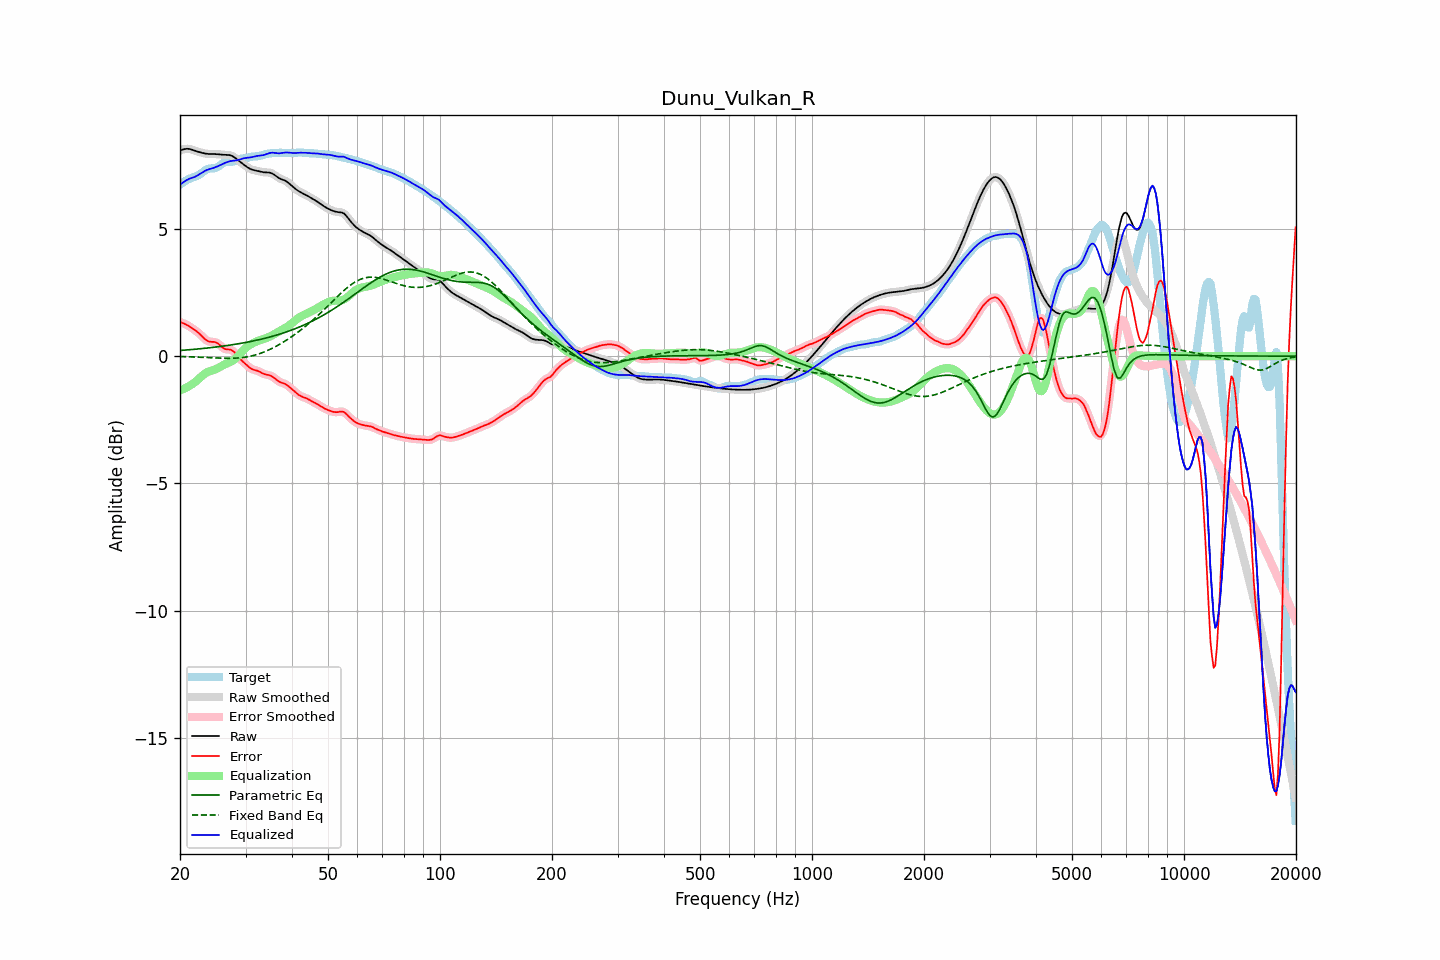 Dunu_Vulkan_R
Amplitude (dBr)
5
0
−5
−10
−15
Target
Raw Smoothed
Error Smoothed
Raw
Error
Equalization
Parametric Eq
Fixed Band Eq
Equalized
20 50 100 200 500 1000 2000 5000 10000 20000
Frequency (Hz)